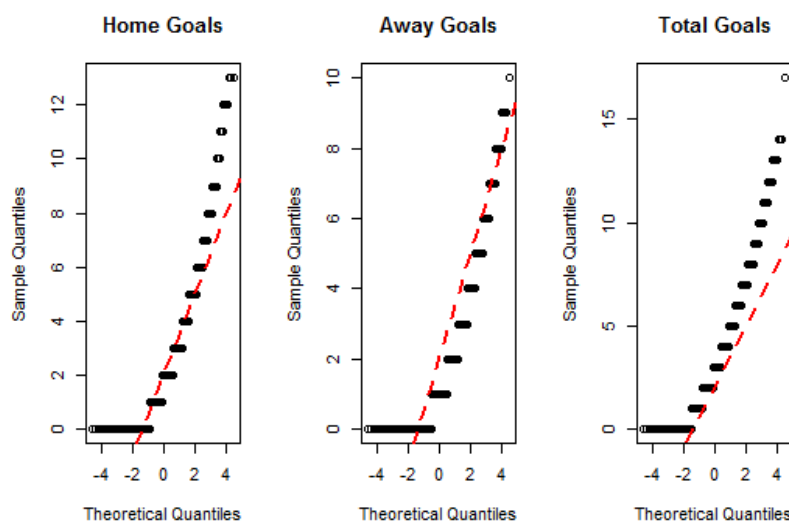 Home Goals
Sample Quantiles
12
10
8
6
4
2
0
-4 -2 0 2 4
Theoretical Quantiles
Away Goals
Sample Quantiles
10
8
6
4
2
0
-4 -2 0 2 4
Theoretical Quantiles
Total Goals
Sample Quantiles
15
10
5
0
-4 -2 0 2 4
Theoretical Quantiles